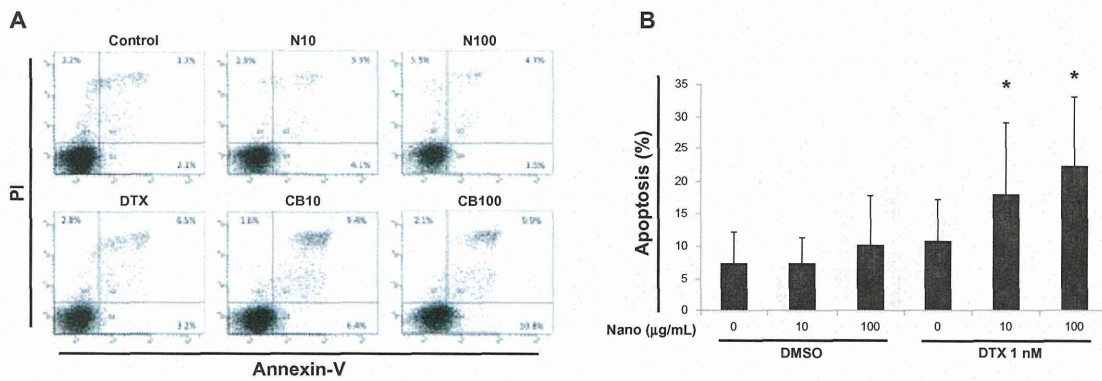 A
Control
N10
N100
3.2%
3.7%
2.1%
3.9%
5.5%
4.1%
5.5%
4.7%
3.5%
PI
DTX
CB10
CB100
2.8%
6.5%
3.2%
1.6%
9.4%
6.4%
2.1%
9.9%
10.8%
Annexin-V
B
Apoptosis (%)
35
30
25
20
15
10
5
0
*
*
Nano (μg/mL)
0
10
100
0
10
100
DMSO
DTX 1 nM